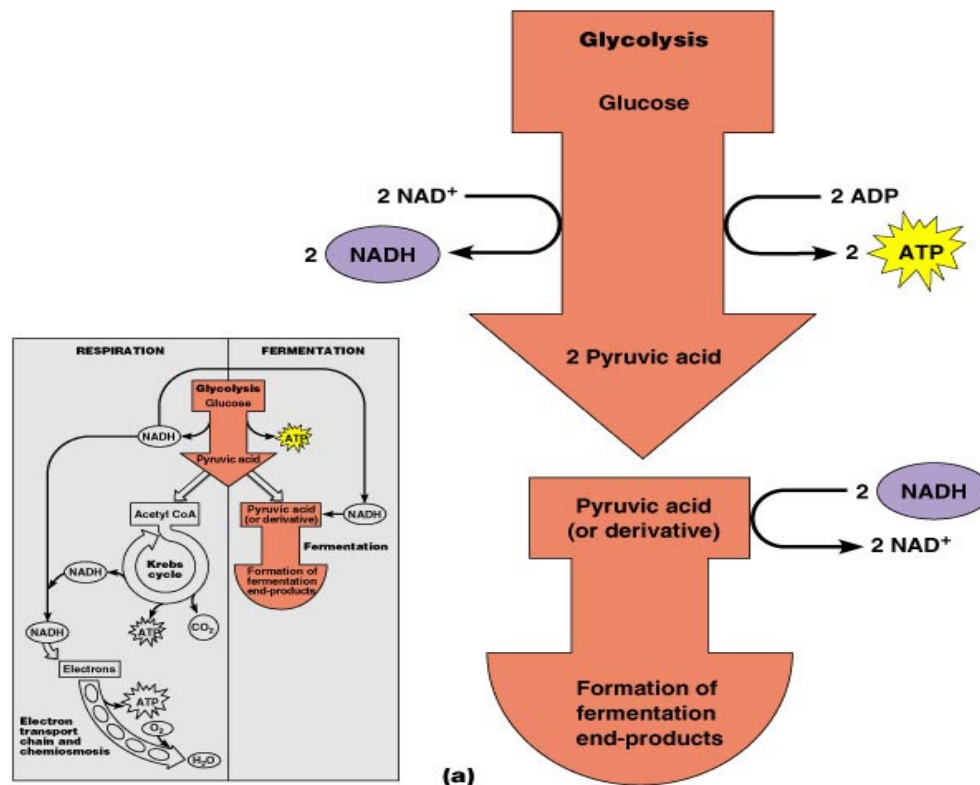 Glycolysis
Glucose
2 NAD+
2 NADH
2 ADP
2 ATP
2 Pyruvic acid
Pyruvic acid
(or derivative)
2 NADH
2 NAD+
Formation of
fermentation
end-products
(a)
RESPIRATION
FERMENTATION
Glycolysis
Glucose
NADH
ATP
Pyruvic acid
Acetyl CoA
Pyruvic acid
(or derivative)
NADH
Fermentation
Krebs
cycle
NADH
Formation of
fermentation
end-products
ATP
CO2
NADH
Electrons
ATP
O2
Electron
transport
chain and
chemiosmosis
H2O